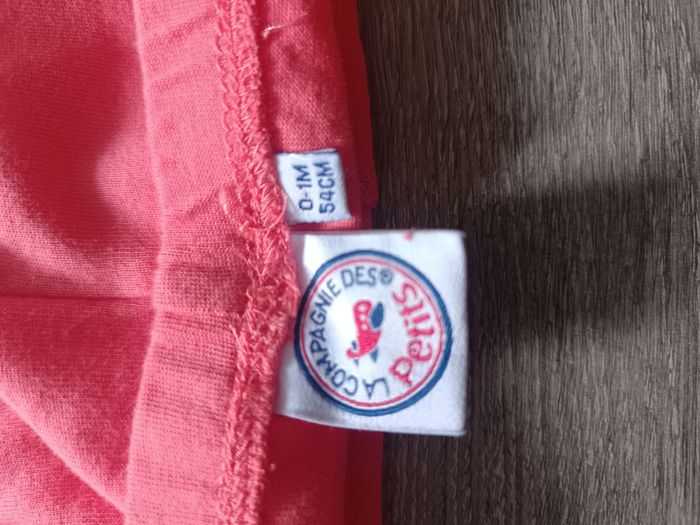 0-1M
54CM
LA COMPAGNIE DES®
Petits